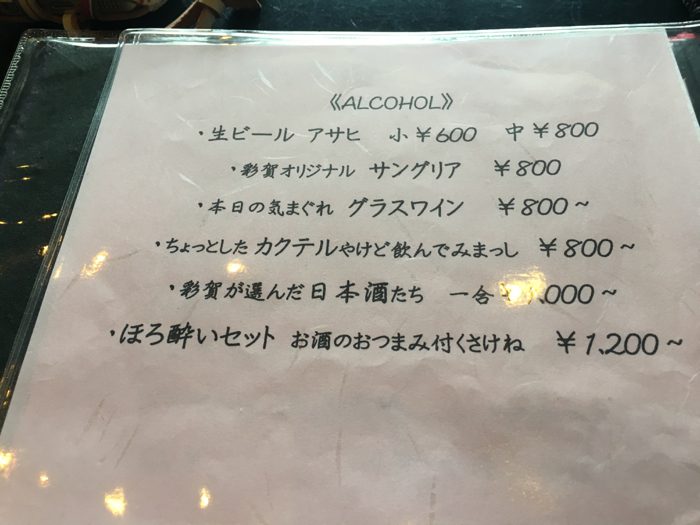 《ALCOHOL》
・生ビール アサヒ 小 ¥600 中 ¥800
・彩賀オリジナル サングリア ¥800
・本日の気まぐれ グラスワイン ¥800~
・ちょっとした カクテルやけど飲んでみまっし ¥800~
・彩賀が選んだ日本酒たち 一合 ,000~
・ほろ酔いセット お酒のおつまみ付くさけね ¥1,200~